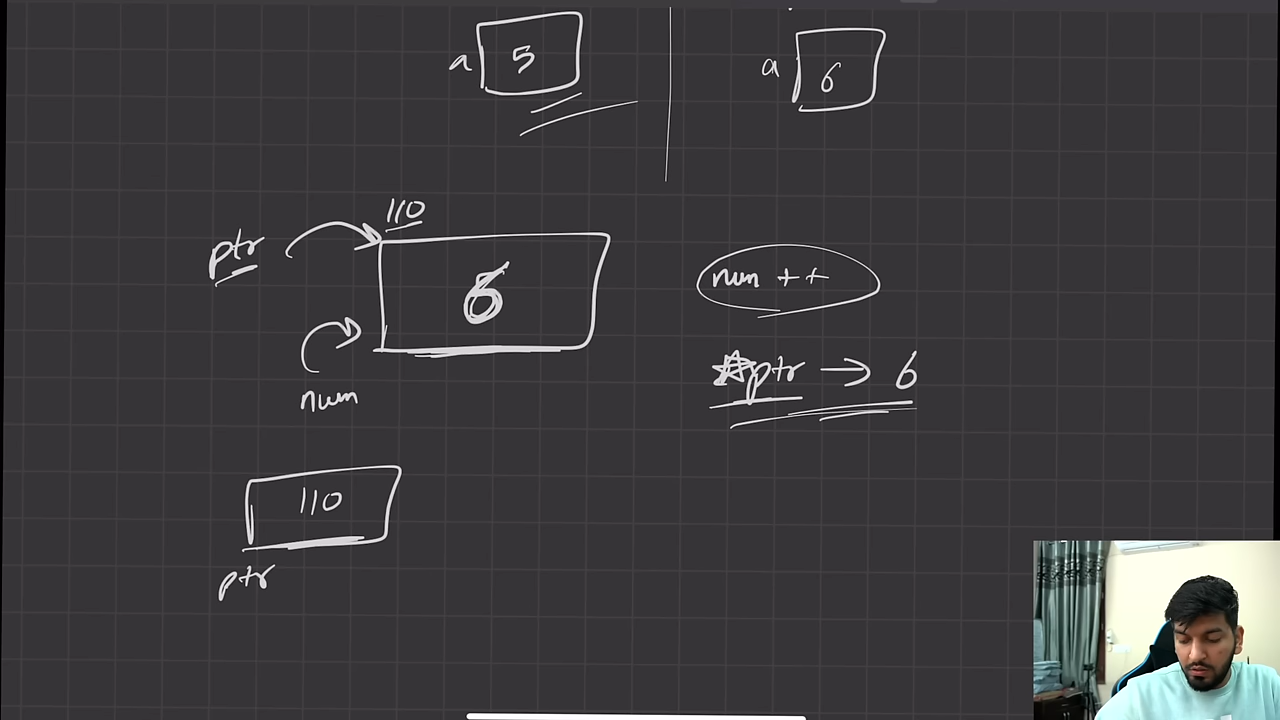 a 5
a 6
110
ptr
6
num ++
*ptr → 6
num
110
ptr